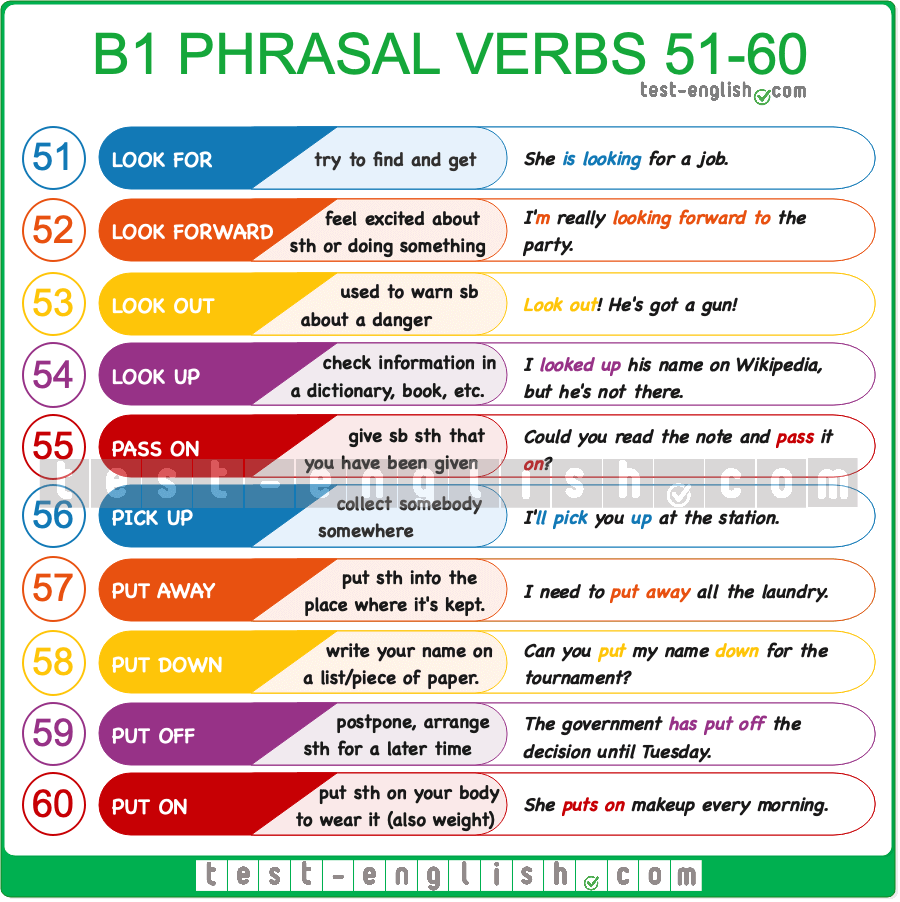 B1 PHRASAL VERBS 51-60
test-english.com
51 LOOK FOR
try to find and get
She is looking for a job.
52 LOOK FORWARD
feel excited about
sth or doing something
I'm really looking forward to the
party.
53 LOOK OUT
used to warn sb
about a danger
Look out! He's got a gun!
54 LOOK UP
check information in
a dictionary, book, etc.
I looked up his name on Wikipedia,
but he's not there.
55 PASS ON
give sb sth that
you have been given
Could you read the note and pass it
on?
test-english.com
56 PICK UP
collect somebody
somewhere
I'll pick you up at the station.
57 PUT AWAY
put sth into the
place where it's kept.
I need to put away all the laundry.
58 PUT DOWN
write your name on
a list/piece of paper.
Can you put my name down for the
tournament?
59 PUT OFF
postpone, arrange
sth for a later time
The government has put off the
decision until Tuesday.
60 PUT ON
put sth on your body
to wear it (also weight)
She puts on makeup every morning.
test-english.com